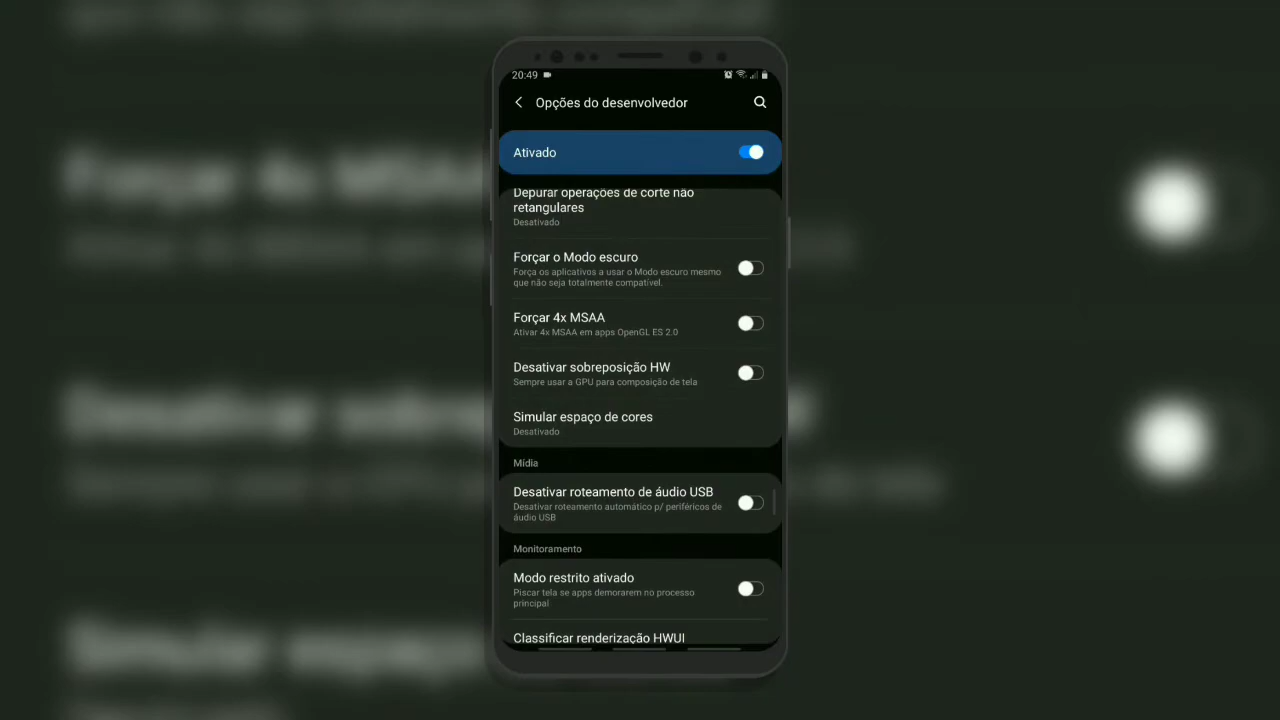 20:49
Opções do desenvolvedor
Ativado
Depurar operações de corte não
retangulares
Desativado
Forçar o Modo escuro
Força os aplicativos a usar o Modo escuro mesmo
que não seja totalmente compatível.
Forçar 4x MSAA
Ativar 4x MSAA em apps OpenGL ES 2.0
Desativar sobreposição HW
Sempre usar a GPU para composição de tela
Simular espaço de cores
Desativado
Mídia
Desativar roteamento de áudio USB
Desativar roteamento automático p/ periféricos de
áudio USB
Monitoramento
Modo restrito ativado
Piscar tela se apps demorarem no processo
principal
Classificar renderização HWUI